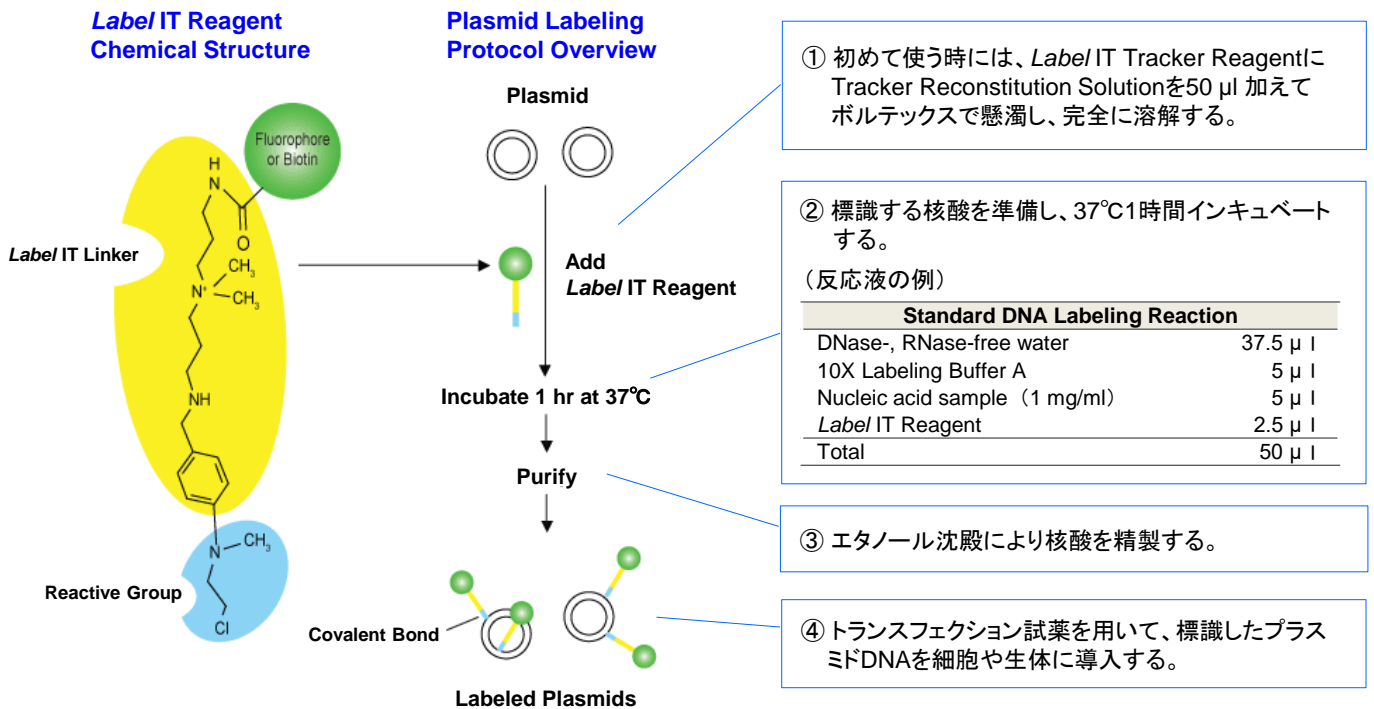 Label IT Reagent
Chemical Structure
Fluorophore
or Biotin
H
N
O
Label IT Linker
CH3
N+
CH3
NH
N
CH3
Reactive Group
Cl
Plasmid Labeling
Protocol Overview
Plasmid
Add
Label IT Reagent
Incubate 1 hr at 37℃
Purify
Covalent Bond
Labeled Plasmids
① 初めて使う時には、Label IT Tracker Reagentに
Tracker Reconstitution Solutionを50 µl 加えて
ボルテックスで懸濁し、完全に溶解する。
② 標識する核酸を準備し、37℃1時間インキュベート
する。
（反応液の例）
Standard DNA Labeling Reaction
DNase-, RNase-free water 37.5 μ l
10X Labeling Buffer A 5 μ l
Nucleic acid sample（1 mg/ml） 5 μ l
Label IT Reagent 2.5 μ l
Total 50 μ l
③ エタノール沈殿により核酸を精製する。
④ トランスフェクション試薬を用いて、標識したプラス
ミドDNAを細胞や生体に導入する。